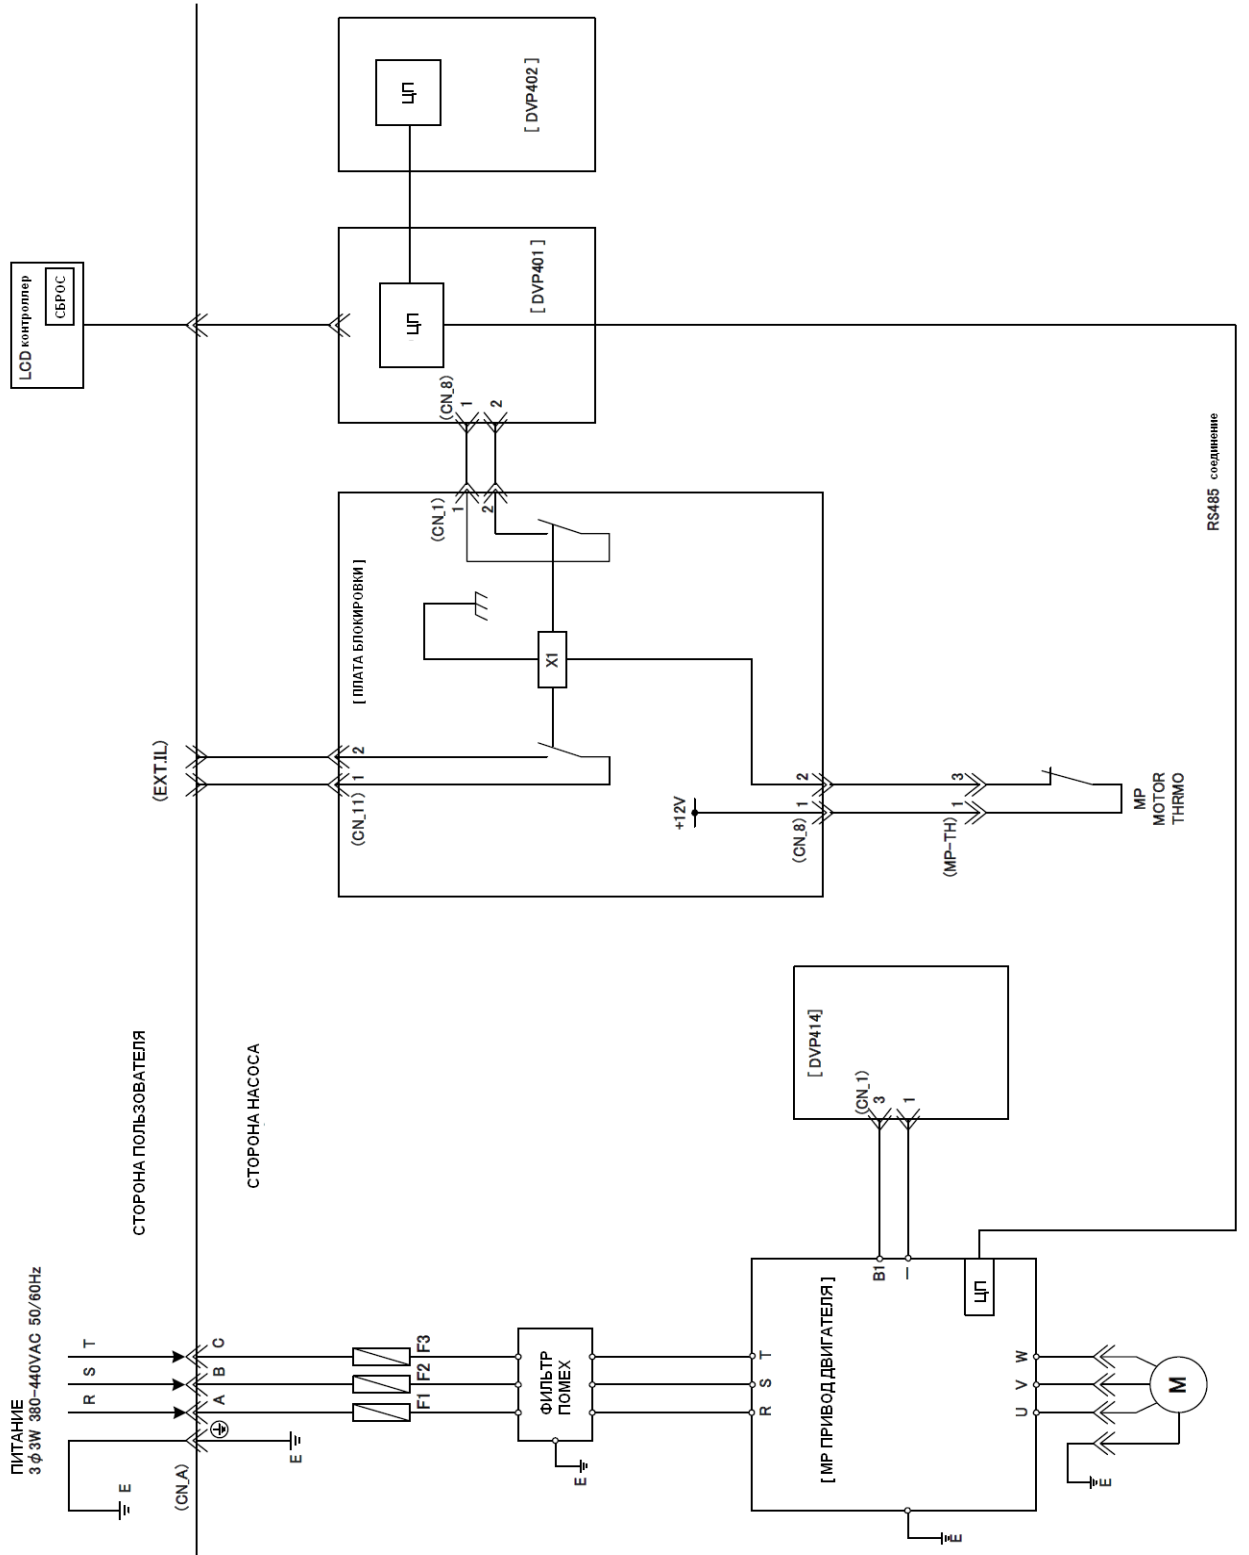 ПИТАНИЕ
3φ3W 380-440VAC 50/60Hz
R
S
T
E
(CN_A)
A
B
C
E
СТОРОНА ПОЛЬЗОВАТЕЛЯ
СТОРОНА НАСОСА
(EXT.IL)
LCD контроллер
СБРОС
F1
F2
F3
ФИЛЬТР
ПОМЕХ
E
R
S
T
[ MP ПРИВОД ДВИГАТЕЛЯ ]
B1
—
ЦП
U
V
W
M
E
E
[ DVP414]
(CN_1)
3
1
[ ПЛАТА БЛОКИРОВКИ ]
(CN_11)
1
2
X1
+12V
(CN_8)
1
2
(MP-TH)
1
3
MP
MOTOR
THRMO
(CN_1)
1
2
(CN_8)
1
2
ЦП
[ DVP401 ]
ЦП
[ DVP402 ]
RS485 соединение